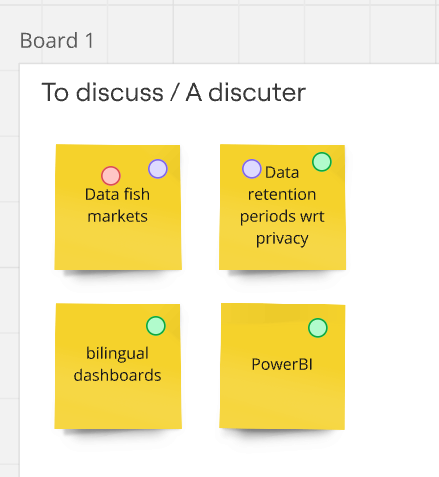 Board 1
To discuss / A discuter
Data fish
markets
Data
retention
periods wrt
privacy
bilingual
dashboards
PowerBI